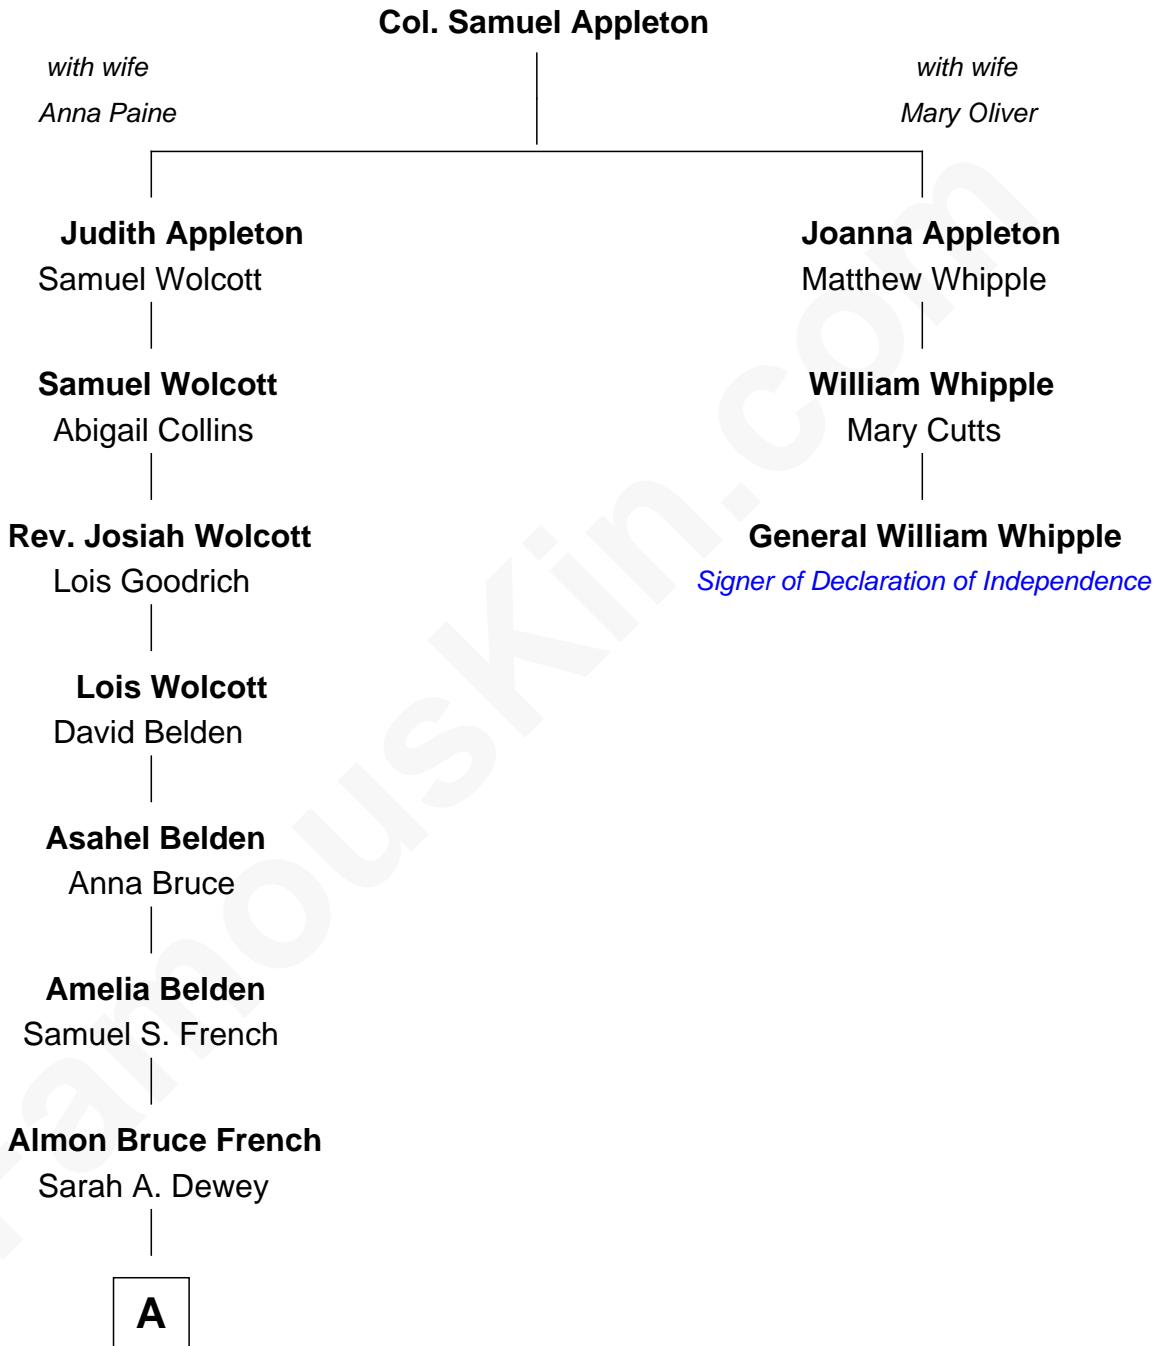 Col. Samuel Appleton
with wife
Anna Paine
with wife
Mary Oliver
Judith Appleton
Samuel Wolcott
Joanna Appleton
Matthew Whipple
Samuel Wolcott
Abigail Collins
William Whipple
Mary Cutts
Rev. Josiah Wolcott
Lois Goodrich
General William Whipple
Signer of Declaration of Independence
Lois Wolcott
David Belden
Asahel Belden
Anna Bruce
Amelia Belden
Samuel S. French
Almon Bruce French
Sarah A. Dewey
A
FamousKin.com